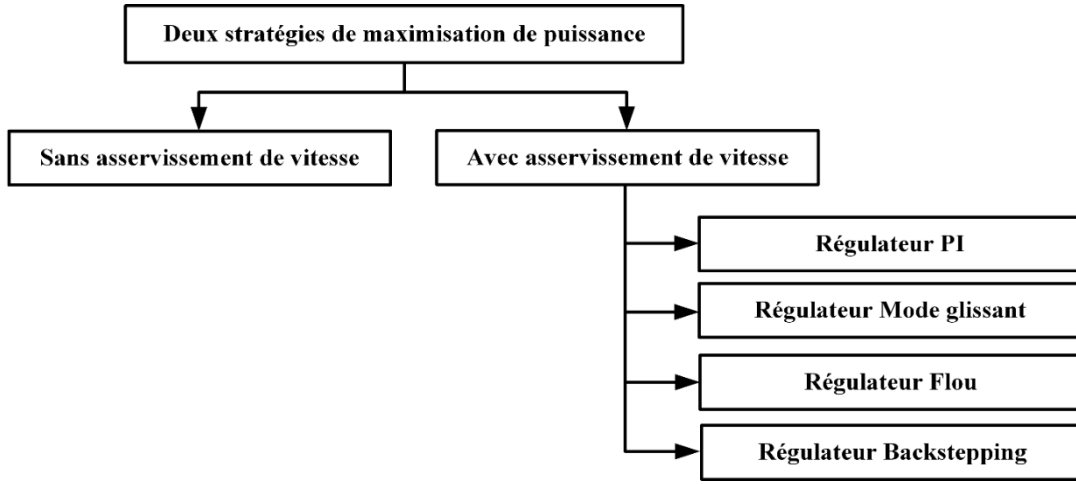 Deux stratégies de maximisation de puissance
Sans asservissement de vitesse
Avec asservissement de vitesse
Régulateur PI
Régulateur Mode glissant
Régulateur Flou
Régulateur Backstepping